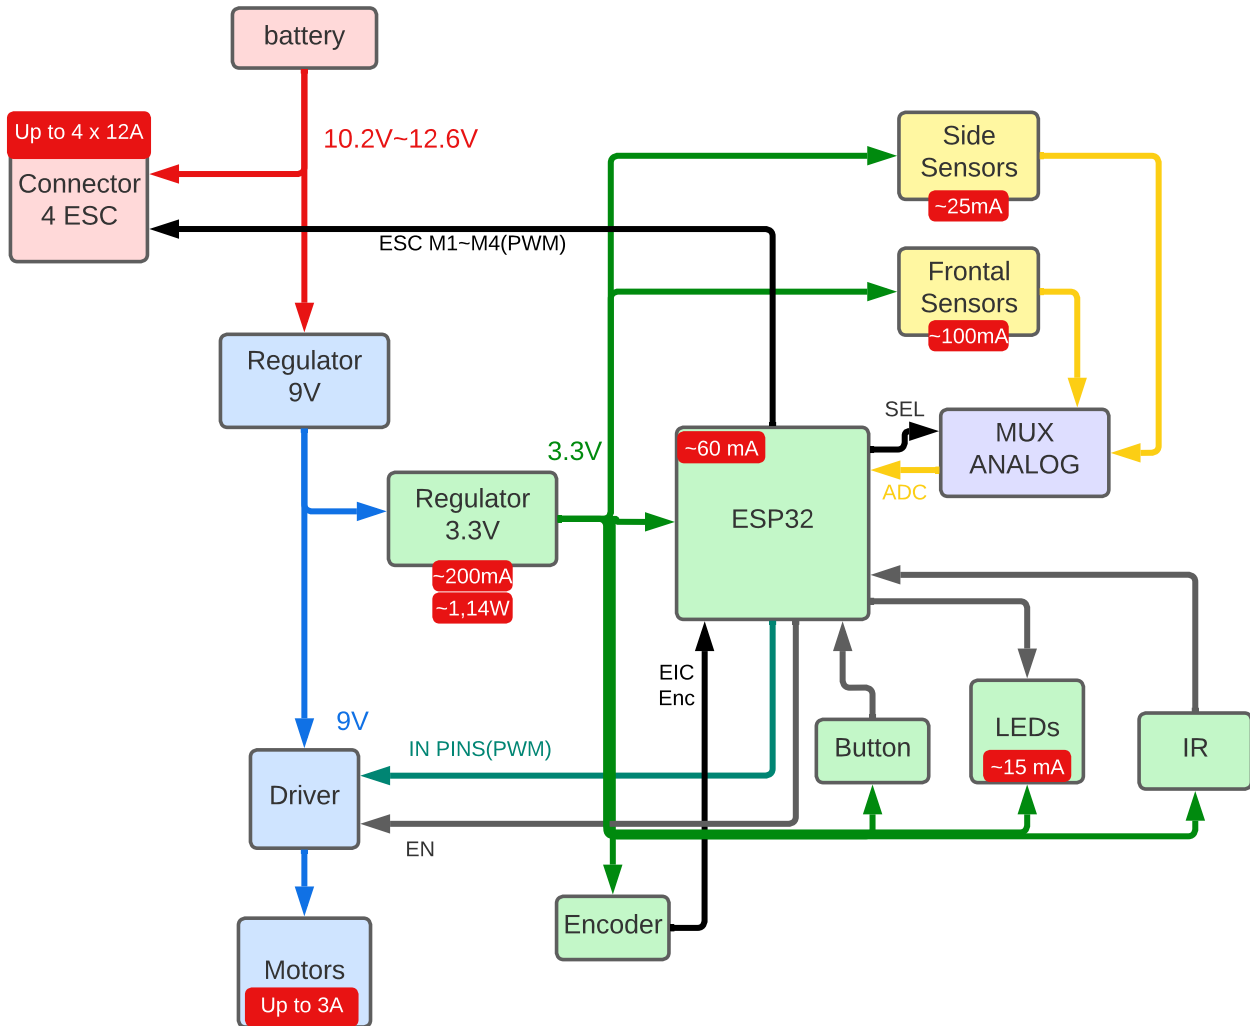 battery
Up to 4 x 12A
10.2V~12.6V
Connector
4 ESC
ESC M1~M4(PWM)
Side
Sensors
~25mA
Frontal
Sensors
~100mA
Regulator
9V
SEL
MUX
ANALOG
ADC
3.3V
~60 mA
ESP32
Regulator
3.3V
~200mA
~1,14W
EIC
Enc
9V
IN PINS(PWM)
Button
LEDs
~15 mA
IR
Driver
EN
Encoder
Motors
Up to 3A